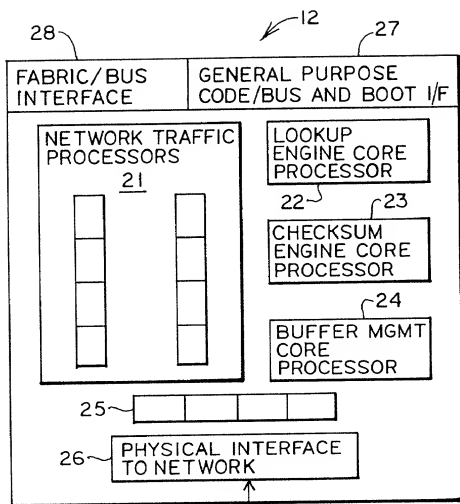 12
28
27
FABRIC/BUS
INTERFACE
GENERAL PURPOSE
CODE/BUS AND BOOT I/F
NETWORK TRAFFIC
PROCESSORS
21
LOOKUP
ENGINE CORE
PROCESSOR
22
23
CHECKSUM
ENGINE CORE
PROCESSOR
24
BUFFER MGMT
CORE
PROCESSOR
25
26
PHYSICAL INTERFACE
TO NETWORK